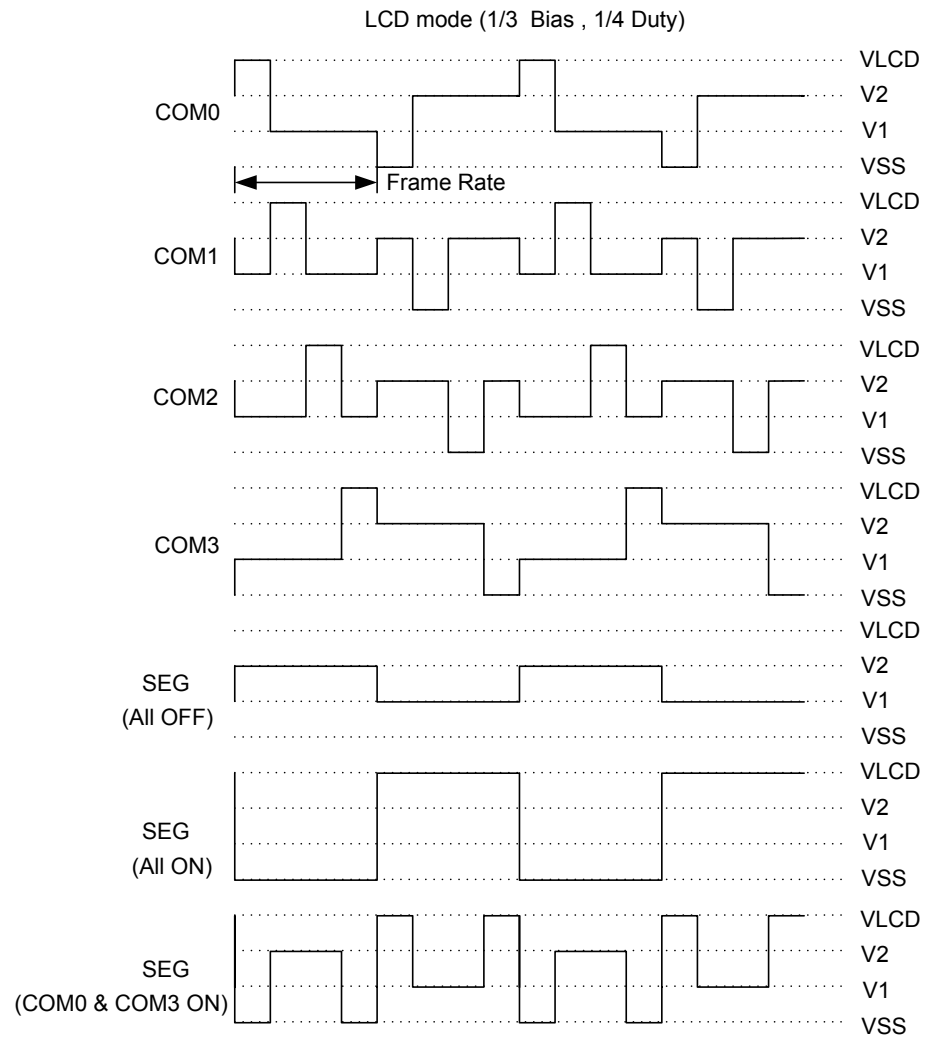 LCD mode (1/3 Bias , 1/4 Duty)
COM0
VLCD
V2
V1
VSS
Frame Rate
COM1
VLCD
V2
V1
VSS
COM2
VLCD
V2
V1
VSS
COM3
VLCD
V2
V1
VSS
SEG
(All OFF)
VLCD
V2
V1
VSS
SEG
(All ON)
VLCD
V2
V1
VSS
SEG
(COM0 & COM3 ON)
VLCD
V2
V1
VSS